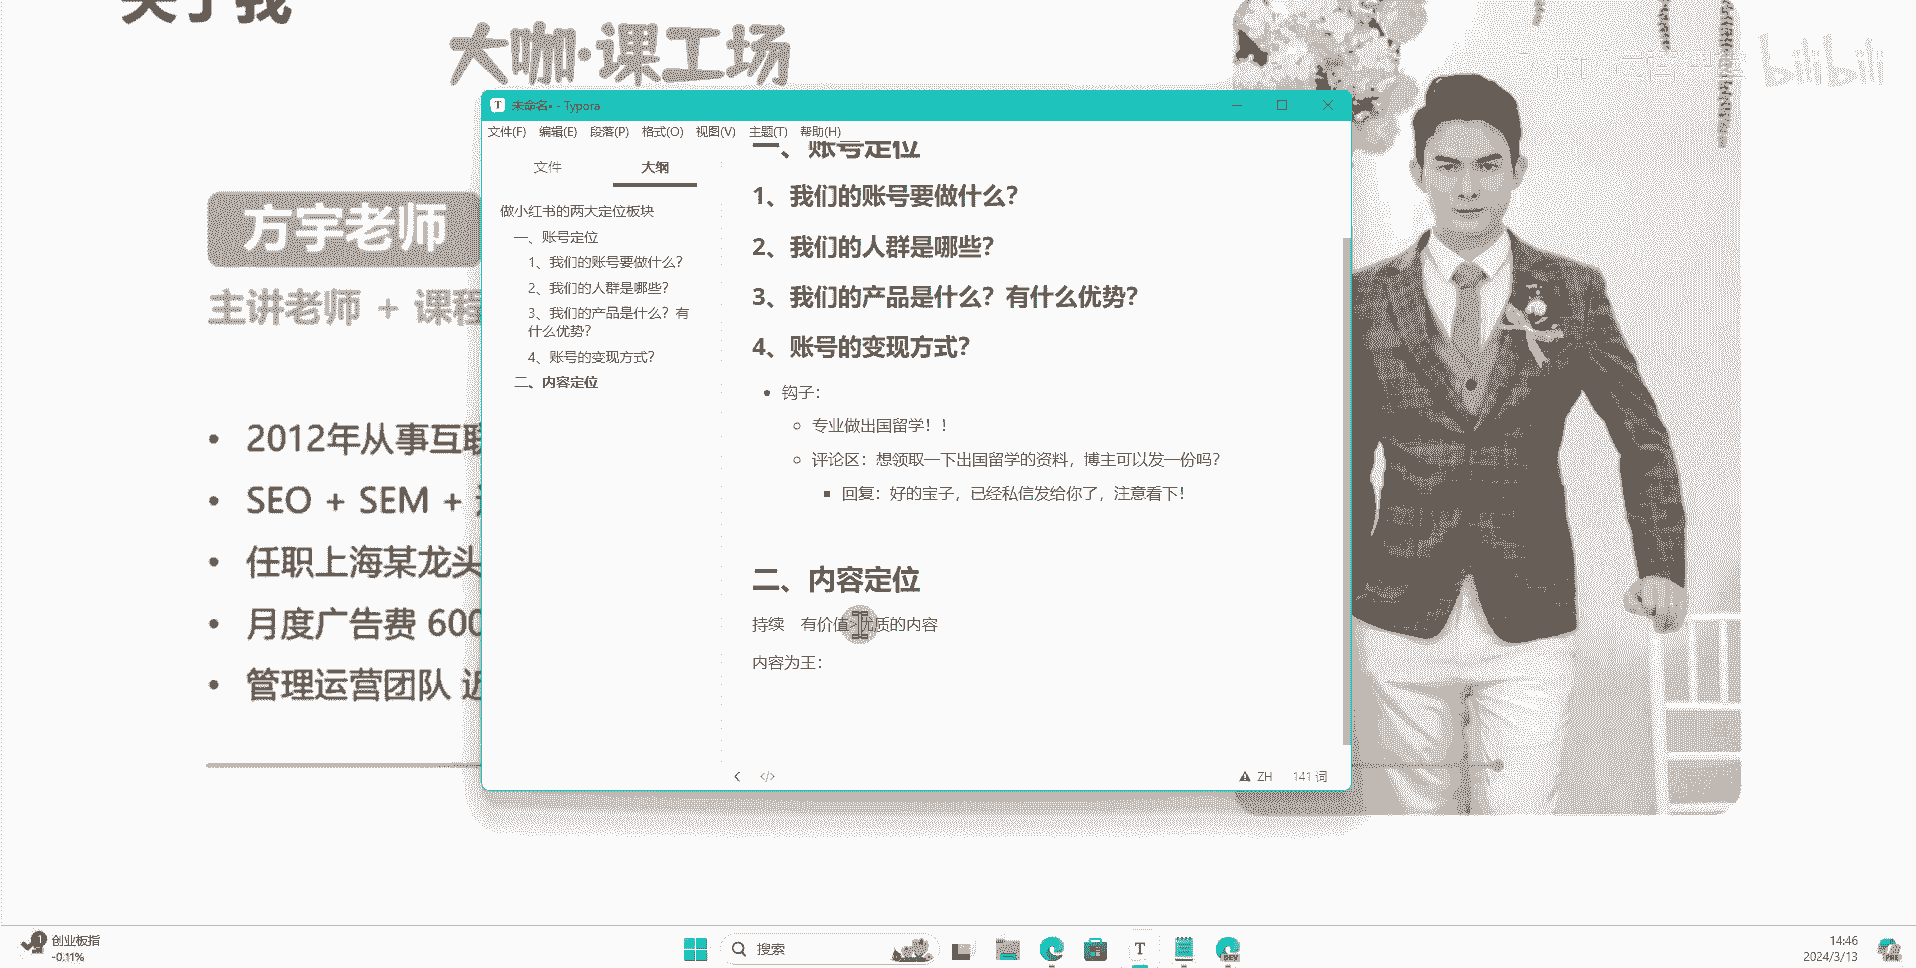 关于我
大咖·课工场
bilibili
未命名• - Typora
文件(F) 编辑(E) 段落(P) 格式(O) 视图(V) 主题(T) 帮助(H)
文件 大纲
做小红书的两大定位板块
一、账号定位
1、我们的账号要做什么？
2、我们的人群是哪些？
3、我们的产品是什么？有
什么优势？
4、账号的变现方式？
二、内容定位
一、账号定位
1、我们的账号要做什么？
2、我们的人群是哪些？
3、我们的产品是什么？有什么优势？
4、账号的变现方式？
钩子：
专业做出国留学！！
评论区：想领取一下出国留学的资料，博主可以发一份吗？
回复：好的宝子，已经私信发给你了，注意看下！
二、内容定位
持续 有价值>优质的内容
内容为王：
ZH 141 词
方宇老师
主讲老师 + 课程
2012年从事互联
SEO + SEM +
任职上海某龙头
月度广告费 600
管理运营团队 近
1
创业板指
-0.11%
搜索
T
DEV
14:46
2024/3/13
PRE